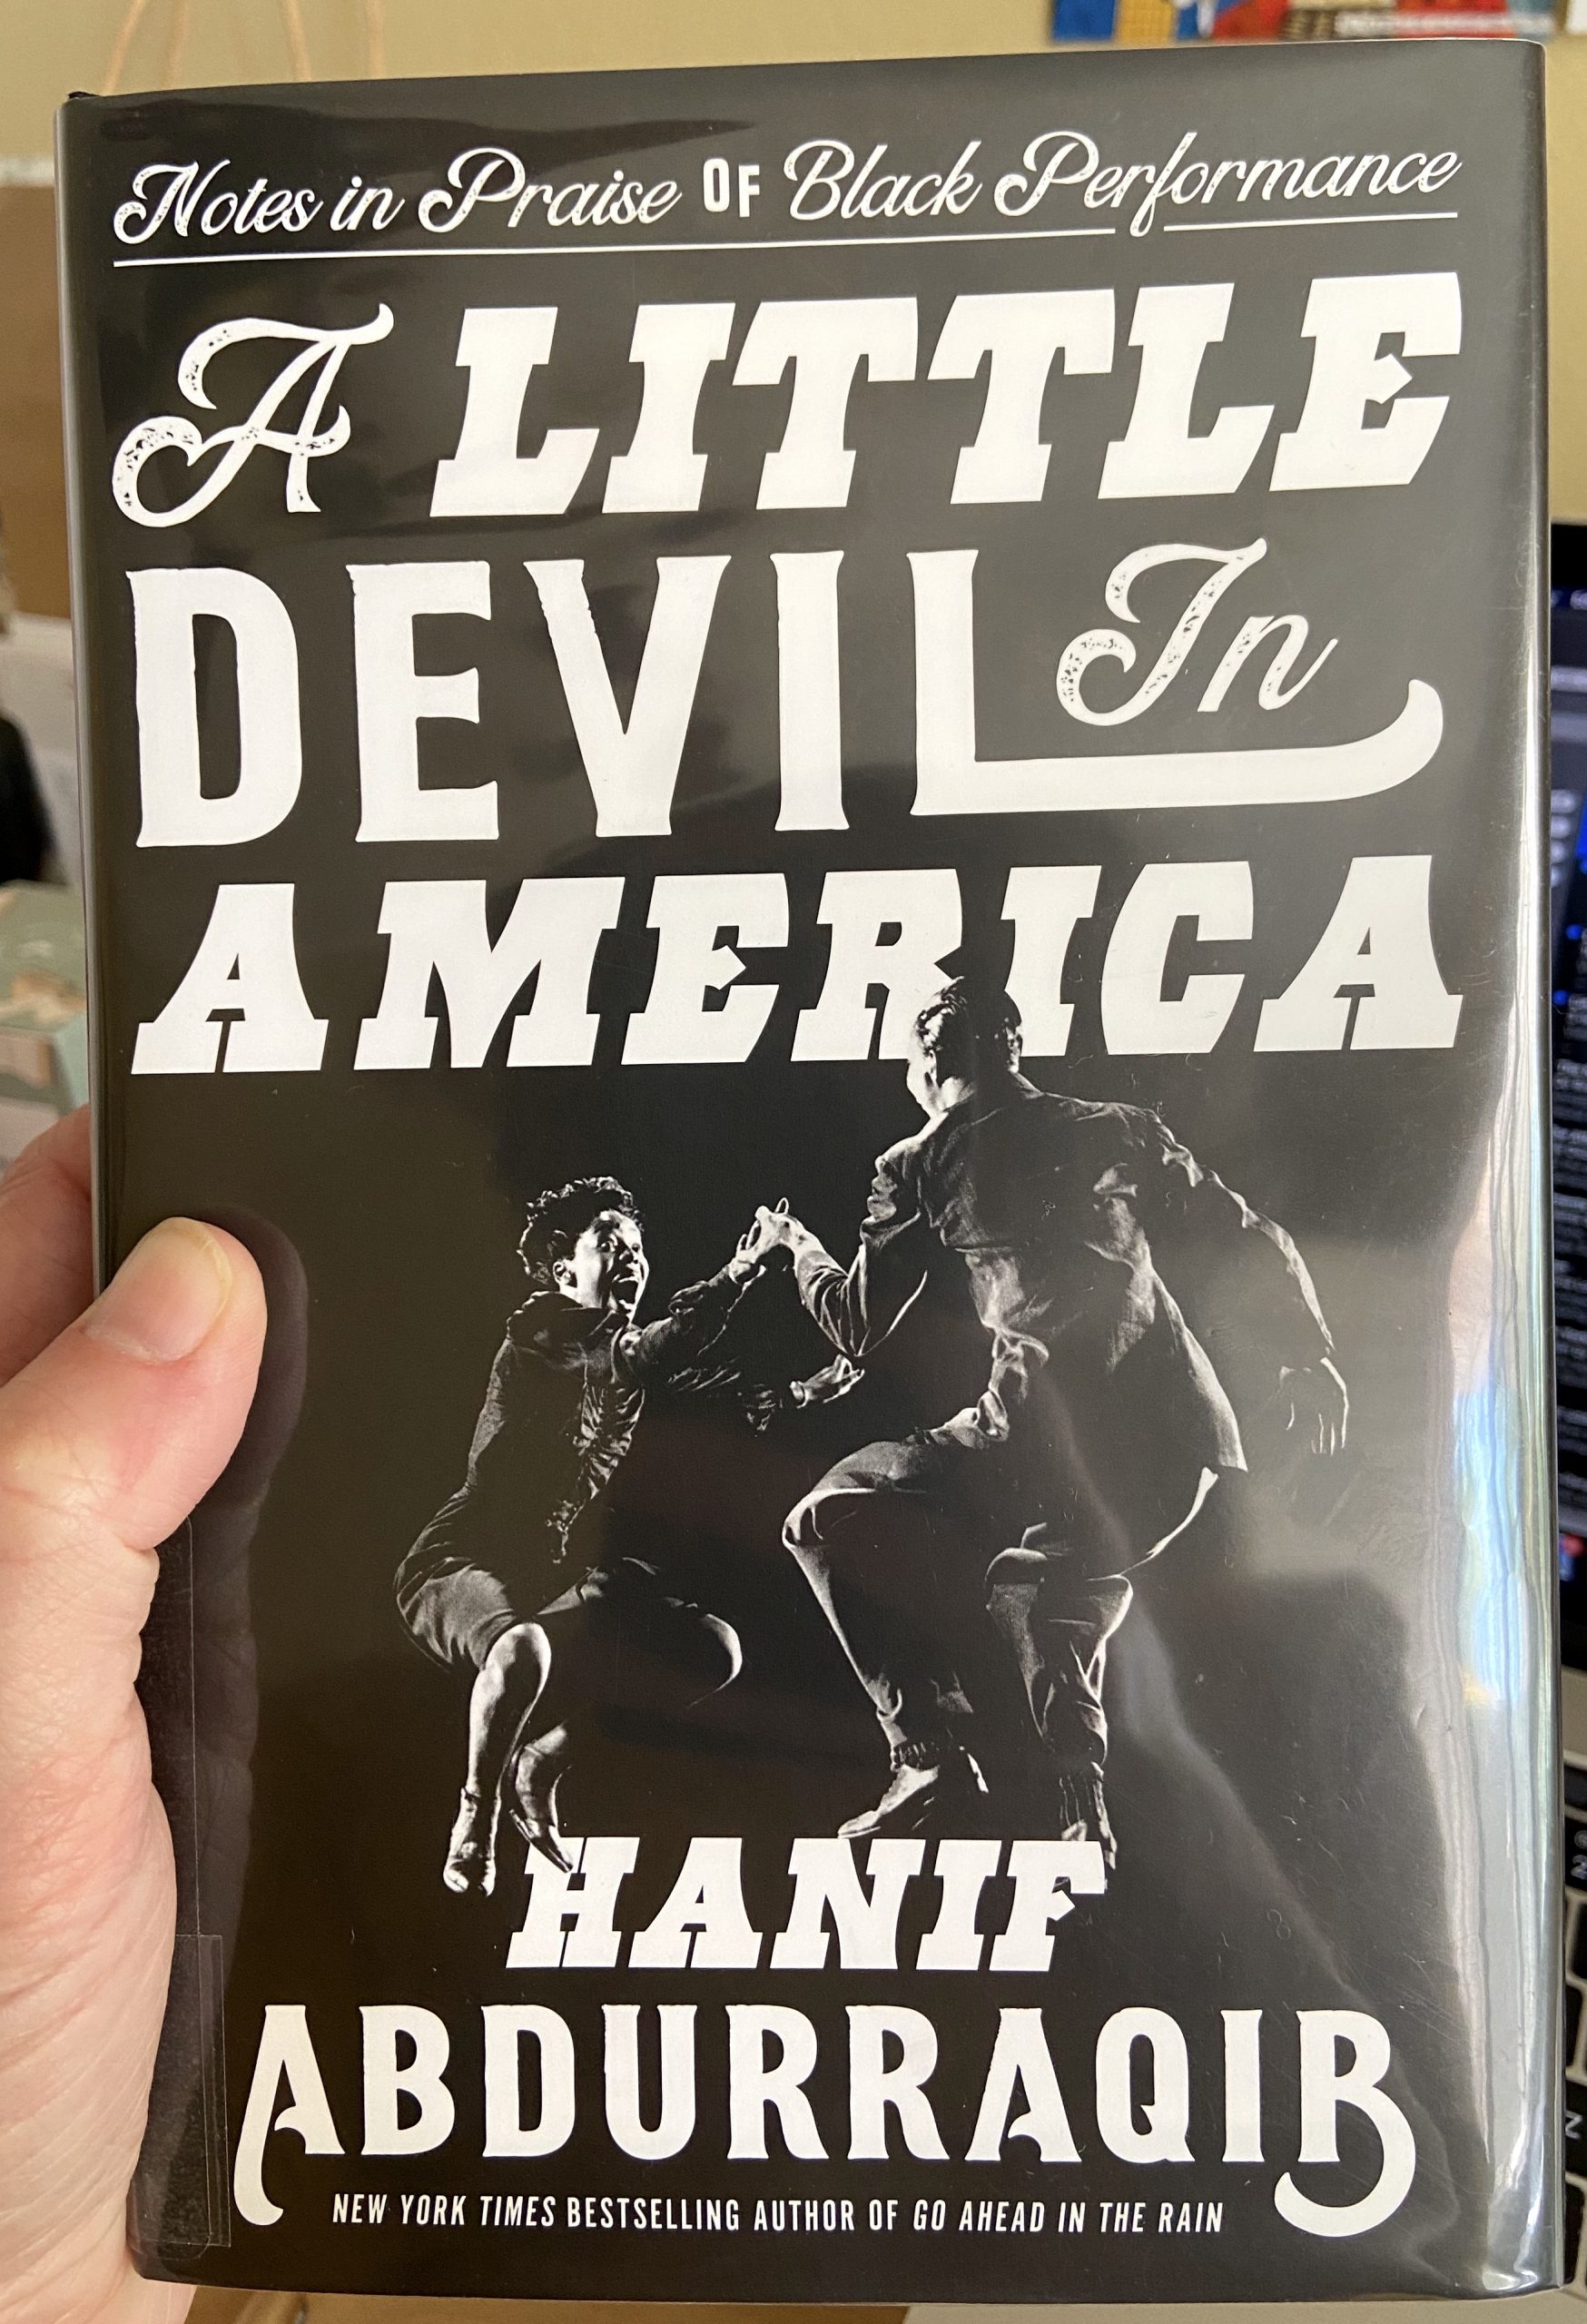 Notes in Praise OF Black Performance
A LITTLE
DEVIL In
AMERICA
HANIF
ABDURRAQIB
NEW YORK TIMES BESTSELLING AUTHOR OF GO AHEAD IN THE RAIN